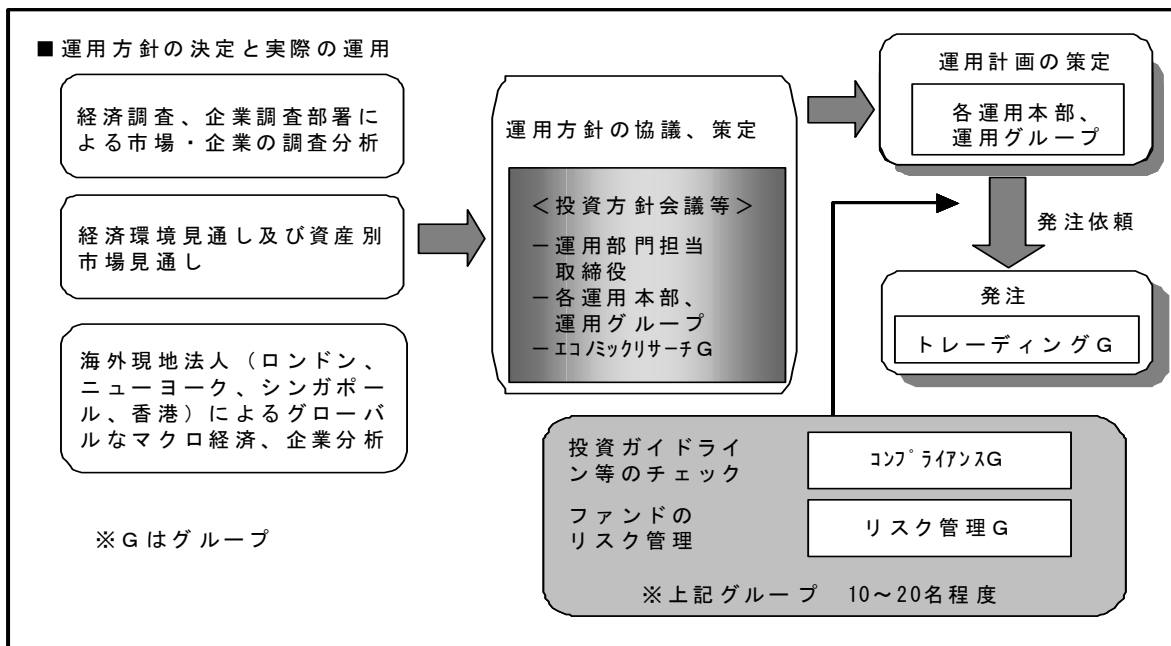 ■運用方針の決定と実際の運用
経済調査、企業調査部署に
よる市場・企業の調査分析
経済環境見通し及び資産別
市場見通し
海外現地法人（ロンドン、
ニューヨーク、シンガポー
ル、香港）によるグローバ
ルなマクロ経済、企業分析
※Gはグループ
運用方針の協議、策定
＜投資方針会議等＞
－運用部門担当
取締役
－各運用本部、
運用グループ
－ｴｺﾉﾐｯｸﾘｻｰﾁG
運用計画の策定
各運用本部、
運用グループ
発注依頼
発注
トレーディングG
投資ガイドライ
ン等のチェック
ｺﾝﾌﾟﾗｲｱﾝｽG
ファンドの
リスク管理
リスク管理G
※上記グループ　10～20名程度